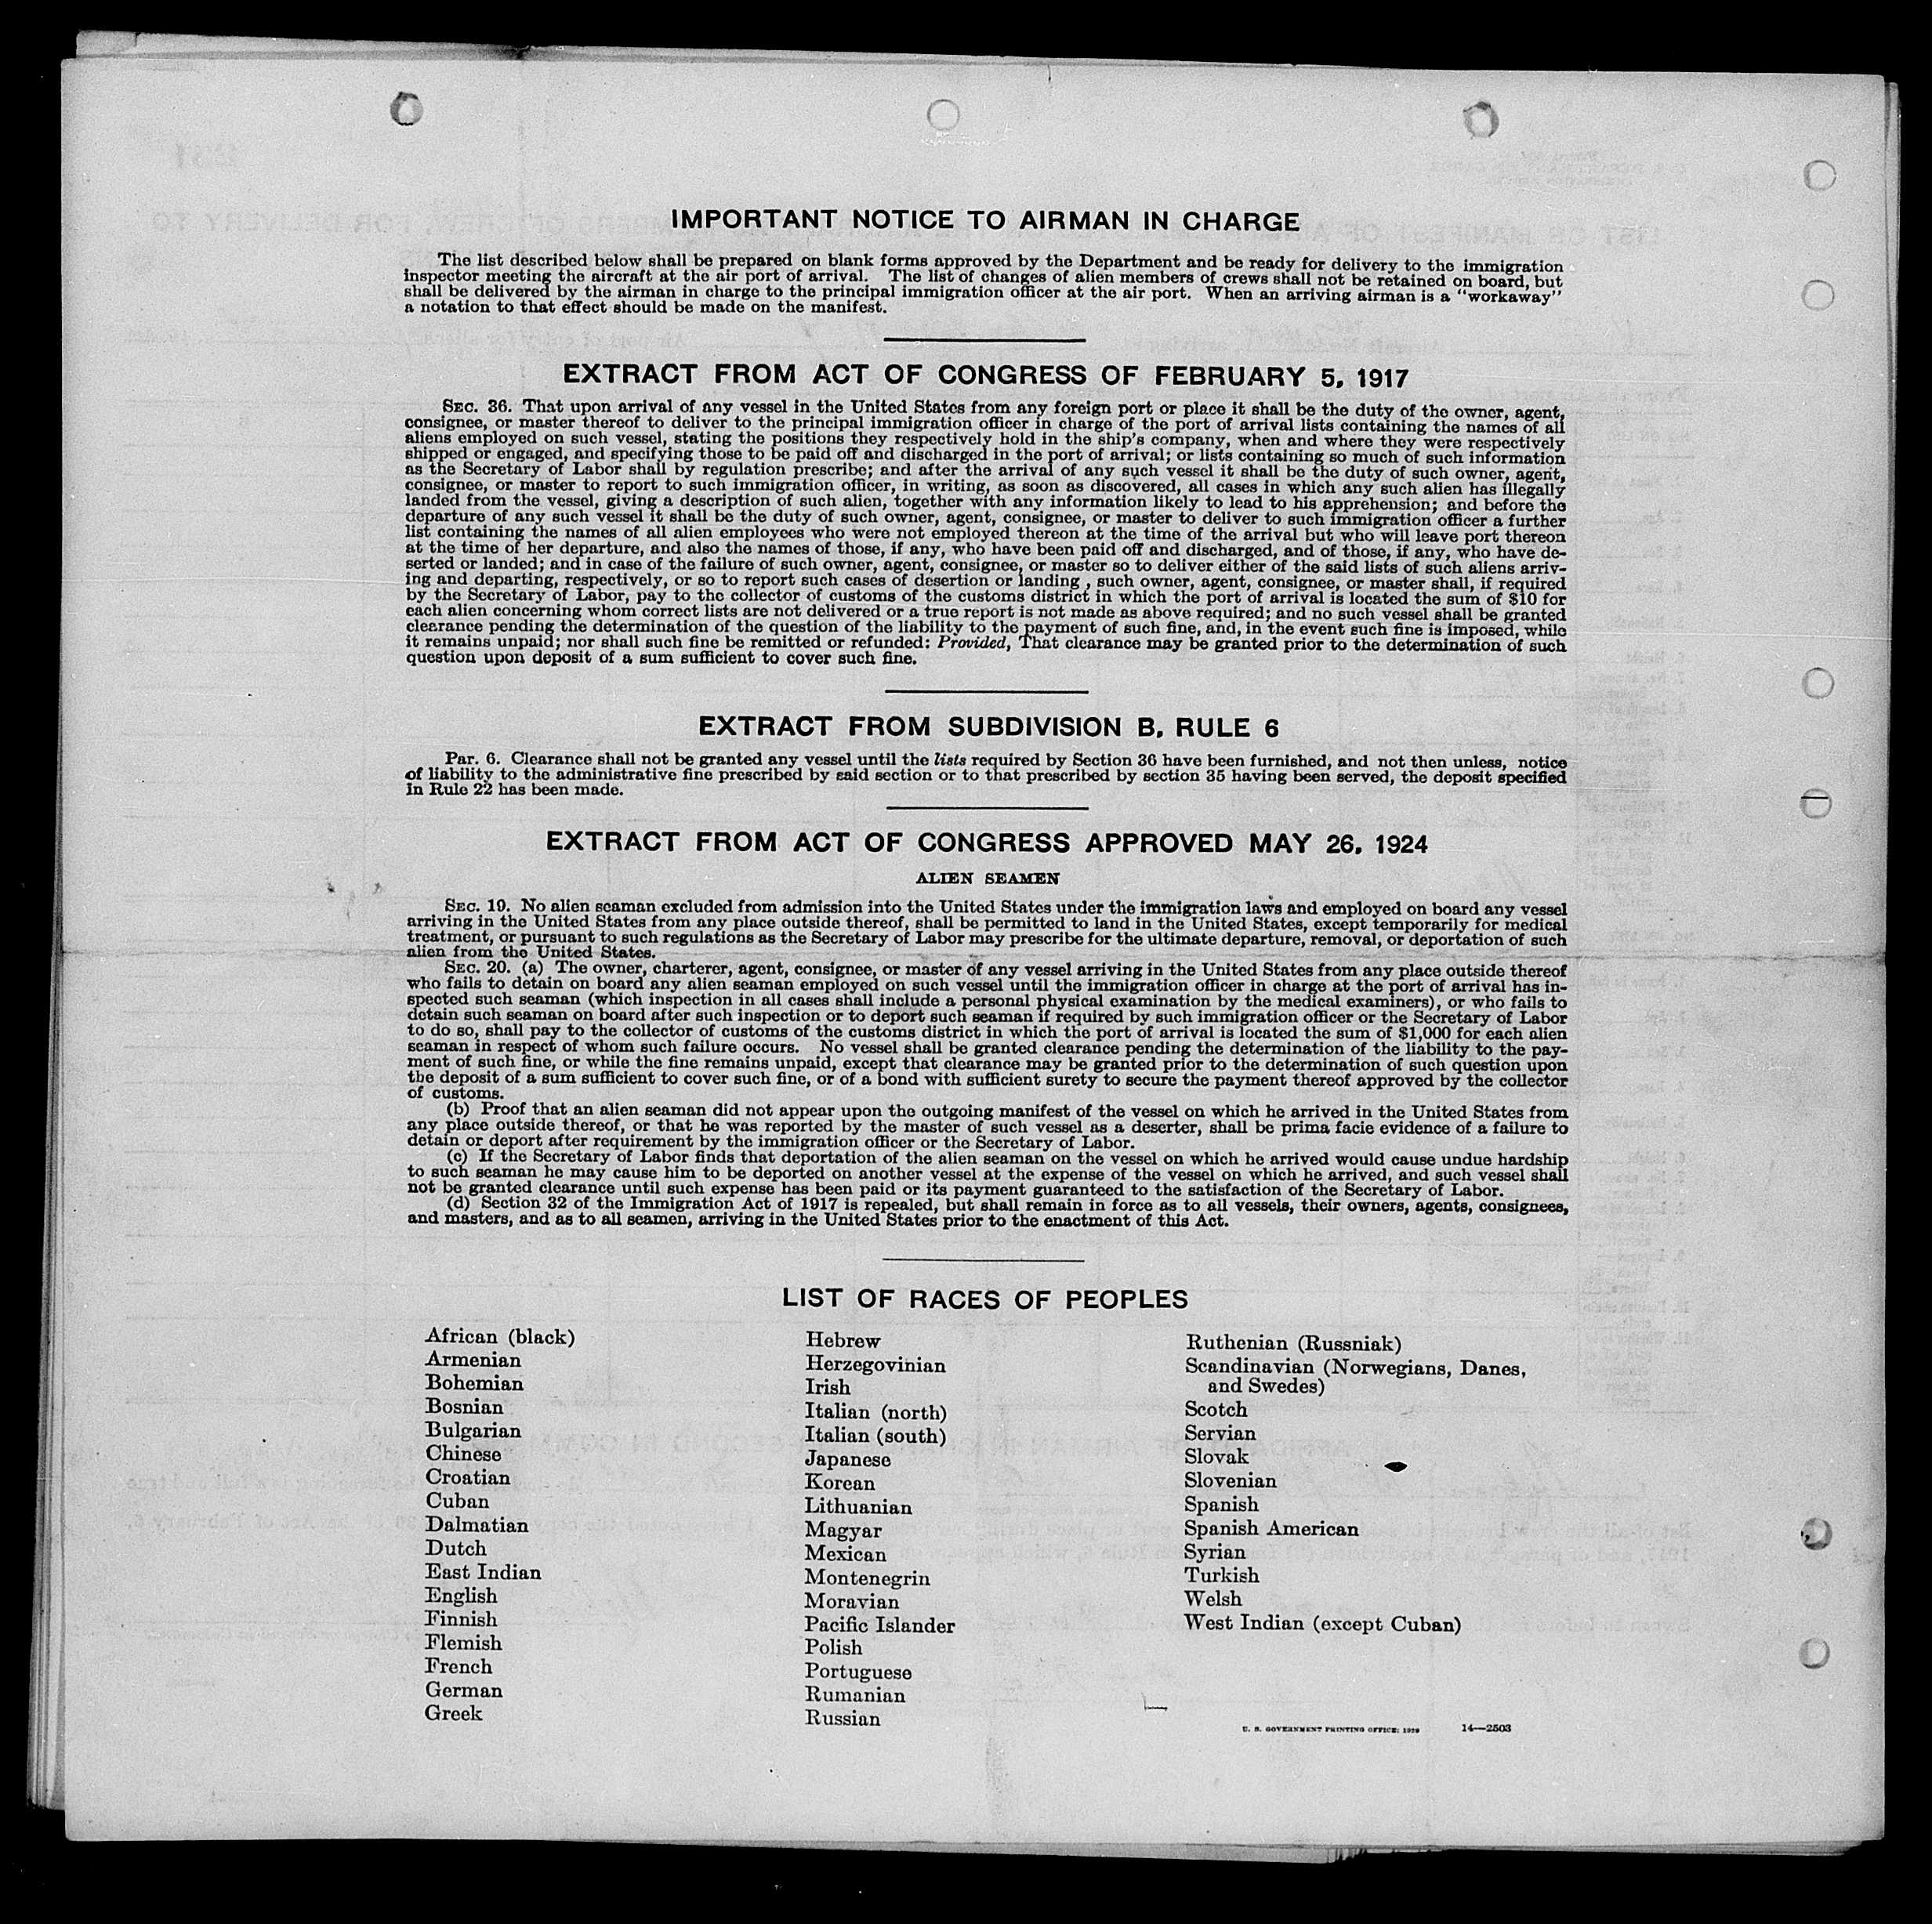 IMPORTANT NOTICE TO AIRMAN IN CHARGE
The list described below shall be prepared on blank forms approved by the Department and be ready for delivery to the immigration
inspector meeting the aircraft at the air port of arrival. The list of changes of alien members of crews shall not be retained on board, but
shall be delivered by the airman in charge to the principal immigration officer at the air port. When an arriving airman is a "workaway"
a notation to that effect should be made on the manifest.
EXTRACT FROM ACT OF CONGRESS OF FEBRUARY 5, 1917
SEC. 36. That upon arrival of any vessel in the United States from any foreign port or place it shall be the duty of the owner, agent,
consignee, or master thereof to deliver to the principal immigration officer in charge of the port of arrival lists containing the names of all
aliens employed on such vessel, stating the positions they respectively hold in the ship's company, when and where they were respectively
shipped or engaged, and specifying those to be paid off and discharged in the port of arrival; or lists containing so much of such information
as the Secretary of Labor shall by regulation prescribe; and after the arrival of any such vessel it shall be the duty of such owner, agent,
consignee, or master to report to such immigration officer, in writing, as soon as discovered, all cases in which any such alien has illegally
landed from the vessel, giving a description of such alien, together with any information likely to lead to his apprehension; and before the
departure of any such vessel it shall be the duty of such owner, agent, consignee, or master to deliver to such immigration officer a further
list containing the names of all alien employees who were not employed thereon at the time of the arrival but who will leave port thereon
at the time of her departure, and also the names of those, if any, who have been paid off and discharged, and of those, if any, who have de-
serted or landed; and in case of the failure of such owner, agent, consignee, or master so to deliver either of the said lists of such aliens arriv-
ing and departing, respectively, or so to report such cases of desertion or landing , such owner, agent, consignee, or master shall, if required
by the Secretary of Labor, pay to the collector of customs of the customs district in which the port of arrival is located the sum of $10 for
each alien concerning whom correct lists are not delivered or a true report is not made as above required; and no such vessel shall be granted
clearance pending the determination of the question of the liability to the payment of such fine, and, in the event such fine is imposed, while
it remains unpaid; nor shall such fine be remitted or refunded: Provided, That clearance may be granted prior to the determination of such
question upon deposit of a sum sufficient to cover such fine.
EXTRACT FROM SUBDIVISION B, RULE 6
Par. 6. Clearance shall not be granted any vessel until the lists required by Section 36 have been furnished, and not then unless, notice
of liability to the administrative fine prescribed by said section or to that prescribed by section 35 having been served, the deposit specified
in Rule 22 has been made.
EXTRACT FROM ACT OF CONGRESS APPROVED MAY 26, 1924
ALIEN SEAMEN
SEC. 19. No alien seaman excluded from admission into the United States under the immigration laws and employed on board any vessel
arriving in the United States from any place outside thereof, shall be permitted to land in the United States, except temporarily for medical
treatment, or pursuant to such regulations as the Secretary of Labor may prescribe for the ultimate departure, removal, or deportation of such
alien from the United States.
SEC. 20. (a) The owner, charterer, agent, consignee, or master of any vessel arriving in the United States from any place outside thereof
who fails to detain on board any alien seaman employed on such vessel until the immigration officer in charge at the port of arrival has in-
spected such seaman (which inspection in all cases shall include a personal physical examination by the medical examiners), or who fails to
detain such seaman on board after such inspection or to deport such seaman if required by such immigration officer or the Secretary of Labor
to do so, shall pay to the collector of customs of the customs district in which the port of arrival is located the sum of $1,000 for each alien
seaman in respect of whom such failure occurs. No vessel shall be granted clearance pending the determination of the liability to the pay-
ment of such fine, or while the fine remains unpaid, except that clearance may be granted prior to the determination of such question upon
the deposit of a sum sufficient to cover such fine, or of a bond with sufficient surety to secure the payment thereof approved by the collector
of customs.
(b) Proof that an alien seaman did not appear upon the outgoing manifest of the vessel on which he arrived in the United States from
any place outside thereof, or that he was reported by the master of such vessel as a deserter, shall be prima facie evidence of a failure to
detain or deport after requirement by the immigration officer or the Secretary of Labor.
(c) If the Secretary of Labor finds that deportation of the alien seaman on the vessel on which he arrived would cause undue hardship
to such seaman he may cause him to be deported on another vessel at the expense of the vessel on which he arrived, and such vessel shall
not be granted clearance until such expense has been paid or its payment guaranteed to the satisfaction of the Secretary of Labor.
(d) Section 32 of the Immigration Act of 1917 is repealed, but shall remain in force as to all vessels, their owners, agents, consignees,
and masters, and as to all seamen, arriving in the United States prior to the enactment of this Act.
LIST OF RACES OF PEOPLES
African (black)
Armenian
Bohemian
Bosnian
Bulgarian
Chinese
Croatian
Cuban
Dalmatian
Dutch
East Indian
English
Finnish
Flemish
French
German
Greek
Hebrew
Herzegovinian
Irish
Italian (north)
Italian (south)
Japanese
Korean
Lithuanian
Magyar
Mexican
Montenegrin
Moravian
Pacific Islander
Polish
Portuguese
Rumanian
Russian
Ruthenian (Russniak)
Scandinavian (Norwegians, Danes,
and Swedes)
Scotch
Servian
Slovak
Slovenian
Spanish
Spanish American
Syrian
Turkish
Welsh
West Indian (except Cuban)
U. S. GOVERNMENT PRINTING OFFICE: 1929
14—2503